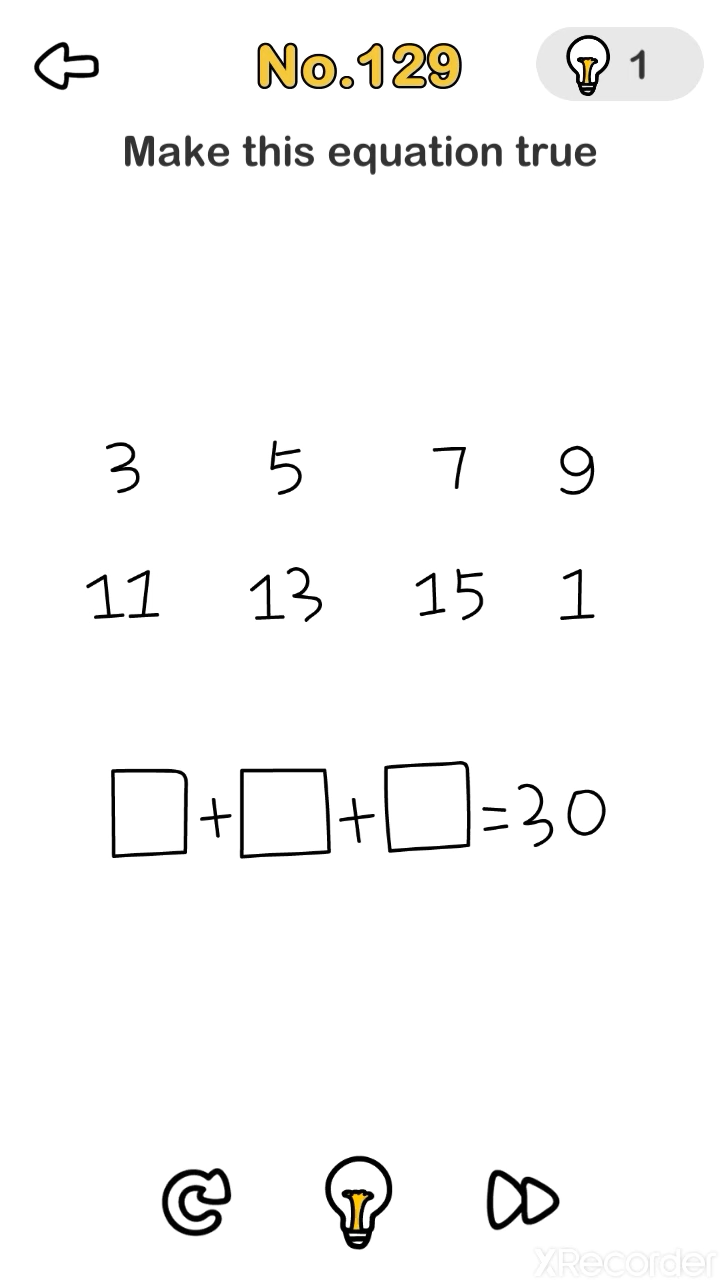 No.129
1
Make this equation true
3 5 7 9
11 13 15 1
□+□+□=30
XRecorder